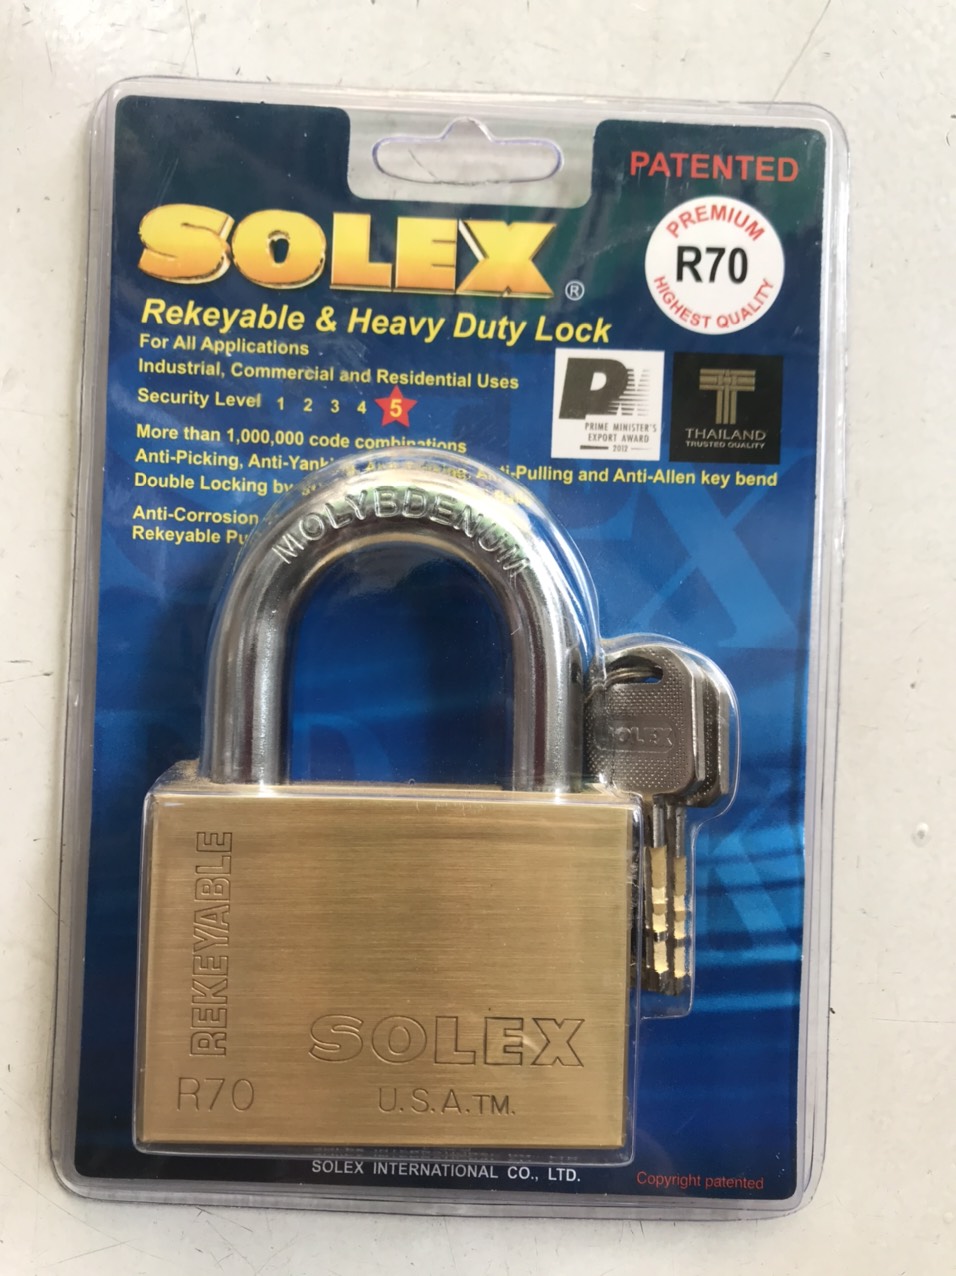 PATENTED
SOLEX®
PREMIUM
R70
HIGHEST QUALITY
Rekeyable & Heavy Duty Lock
For All Applications
Industrial, Commercial and Residential Uses
Security Level 1 2 3 4 5
PRIME MINISTER'S
EXPORT AWARD
2012
T
THAILAND
TRUSTED QUALITY
More than 1,000,000 code combinations
Anti-Picking, Anti-Pulling and Anti-Allen key bend
Double Locking by
Anti-Corrosion
Rekeyable
MOLYBDENUM
SOLEX
REKEYABLE
SOLEX
R70
U.S.A.TM.
SOLEX INTERNATIONAL CO., LTD.
Copyright patented